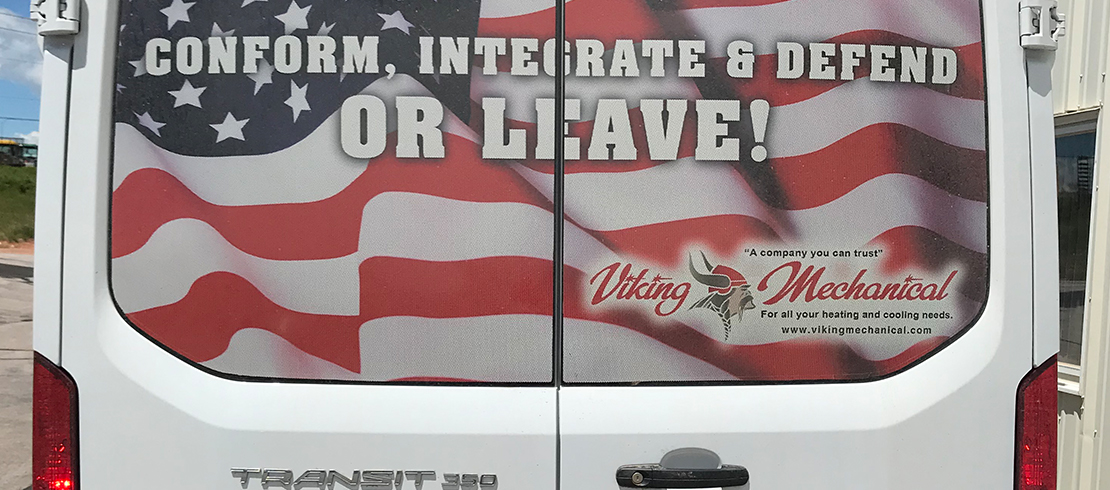 CONFORM, INTEGRATE & DEFEND
OR LEAVE!
"A company you can trust"
Viking Mechanical
For all your heating and cooling needs.
www.vikingmechanical.com
TRANSIT 350